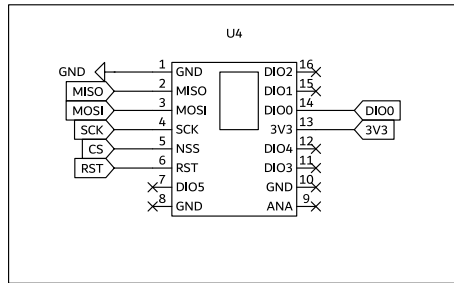 U4
GND 1 GND DIO2 16
MISO 2 MISO DIO1 15
MOSI 3 MOSI DIO0 14 DIO0
SCK 4 SCK 3V3 13 3V3
CS 5 NSS DIO4 12
RST 6 RST DIO3 11
7 DIO5 GND 10
8 GND ANA 9